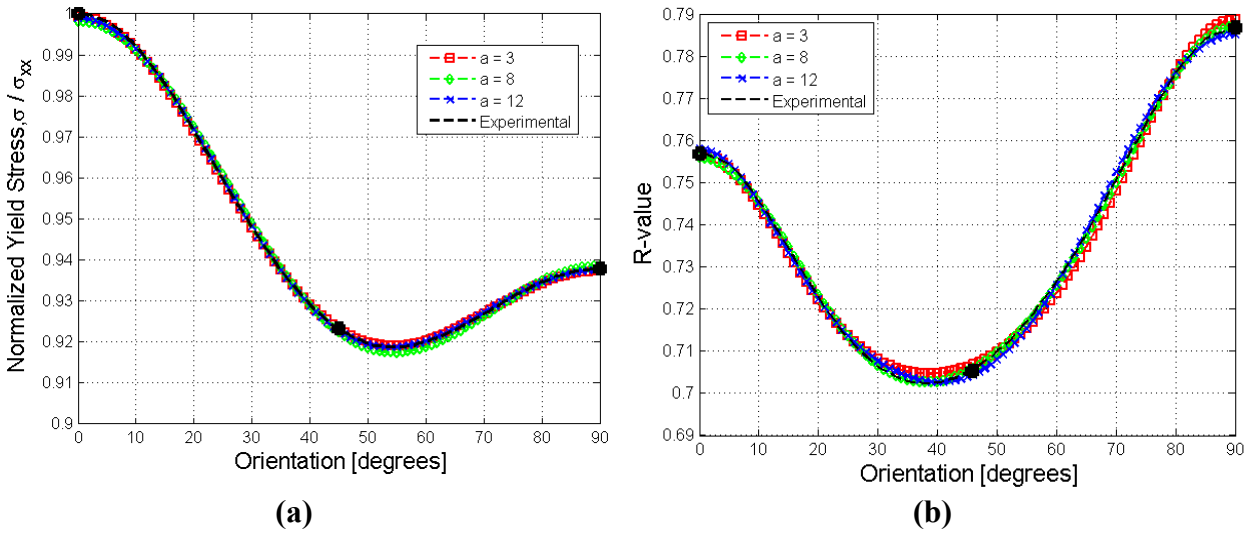 1
0.99
0.98
0.97
0.96
0.95
0.94
0.93
0.92
0.91
0.9
Normalized Yield Stress,σ / σxx
a = 3
a = 8
a = 12
Experimental
0 10 20 30 40 50 60 70 80 90
Orientation [degrees]
(a)
0.79
0.78
0.77
0.76
0.75
0.74
0.73
0.72
0.71
0.7
0.69
R-value
a = 3
a = 8
a = 12
Experimental
0 10 20 30 40 50 60 70 80 90
Orientation [degrees]
(b)